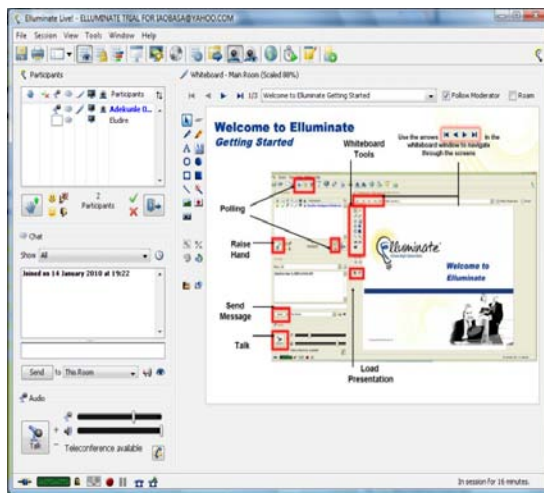 Elluminate Live! - ELLUMINATE TRIAL FOR IAOBASA@YAHOO.COM
File Session View Tools Window Help
Participants
Participants
Adekunle O...
Eludire
2
Participants
Chat
Show All
Joined on 14 January 2010 at 19:22
Send to This Room
Audio
Talk
Teleconference available
Whiteboard - Main Room (Scaled 88%)
1/3 Welcome to Elluminate Getting Started Follow Moderator Roam
Welcome to Elluminate
Getting Started
Whiteboard
Tools
Use the arrows in the
whiteboard window to navigate
through the screens
Polling
Raise
Hand
Send
Message
Talk
Load
Presentation
Elluminate
Welcome to
Elluminate
In session for 16 minutes.